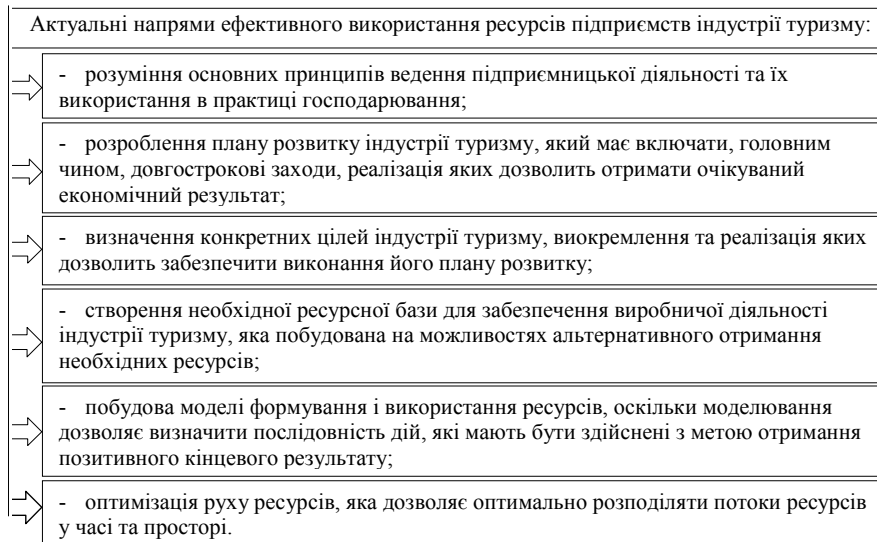 Актуальні напрями ефективного використання ресурсів підприємств індустрії туризму:
- розуміння основних принципів ведення підприємницької діяльності та їх
використання в практиці господарювання;
- розроблення плану розвитку індустрії туризму, який має включати, головним
чином, довгострокові заходи, реалізація яких дозволить отримати очікуваний
економічний результат;
- визначення конкретних цілей індустрії туризму, виокремлення та реалізація яких
дозволить забезпечити виконання його плану розвитку;
- створення необхідної ресурсної бази для забезпечення виробничої діяльності
індустрії туризму, яка побудована на можливостях альтернативного отримання
необхідних ресурсів;
- побудова моделі формування і використання ресурсів, оскільки моделювання
дозволяє визначити послідовність дій, які мають бути здійснені з метою отримання
позитивного кінцевого результату;
- оптимізація руху ресурсів, яка дозволяє оптимально розподіляти потоки ресурсів
у часі та просторі.